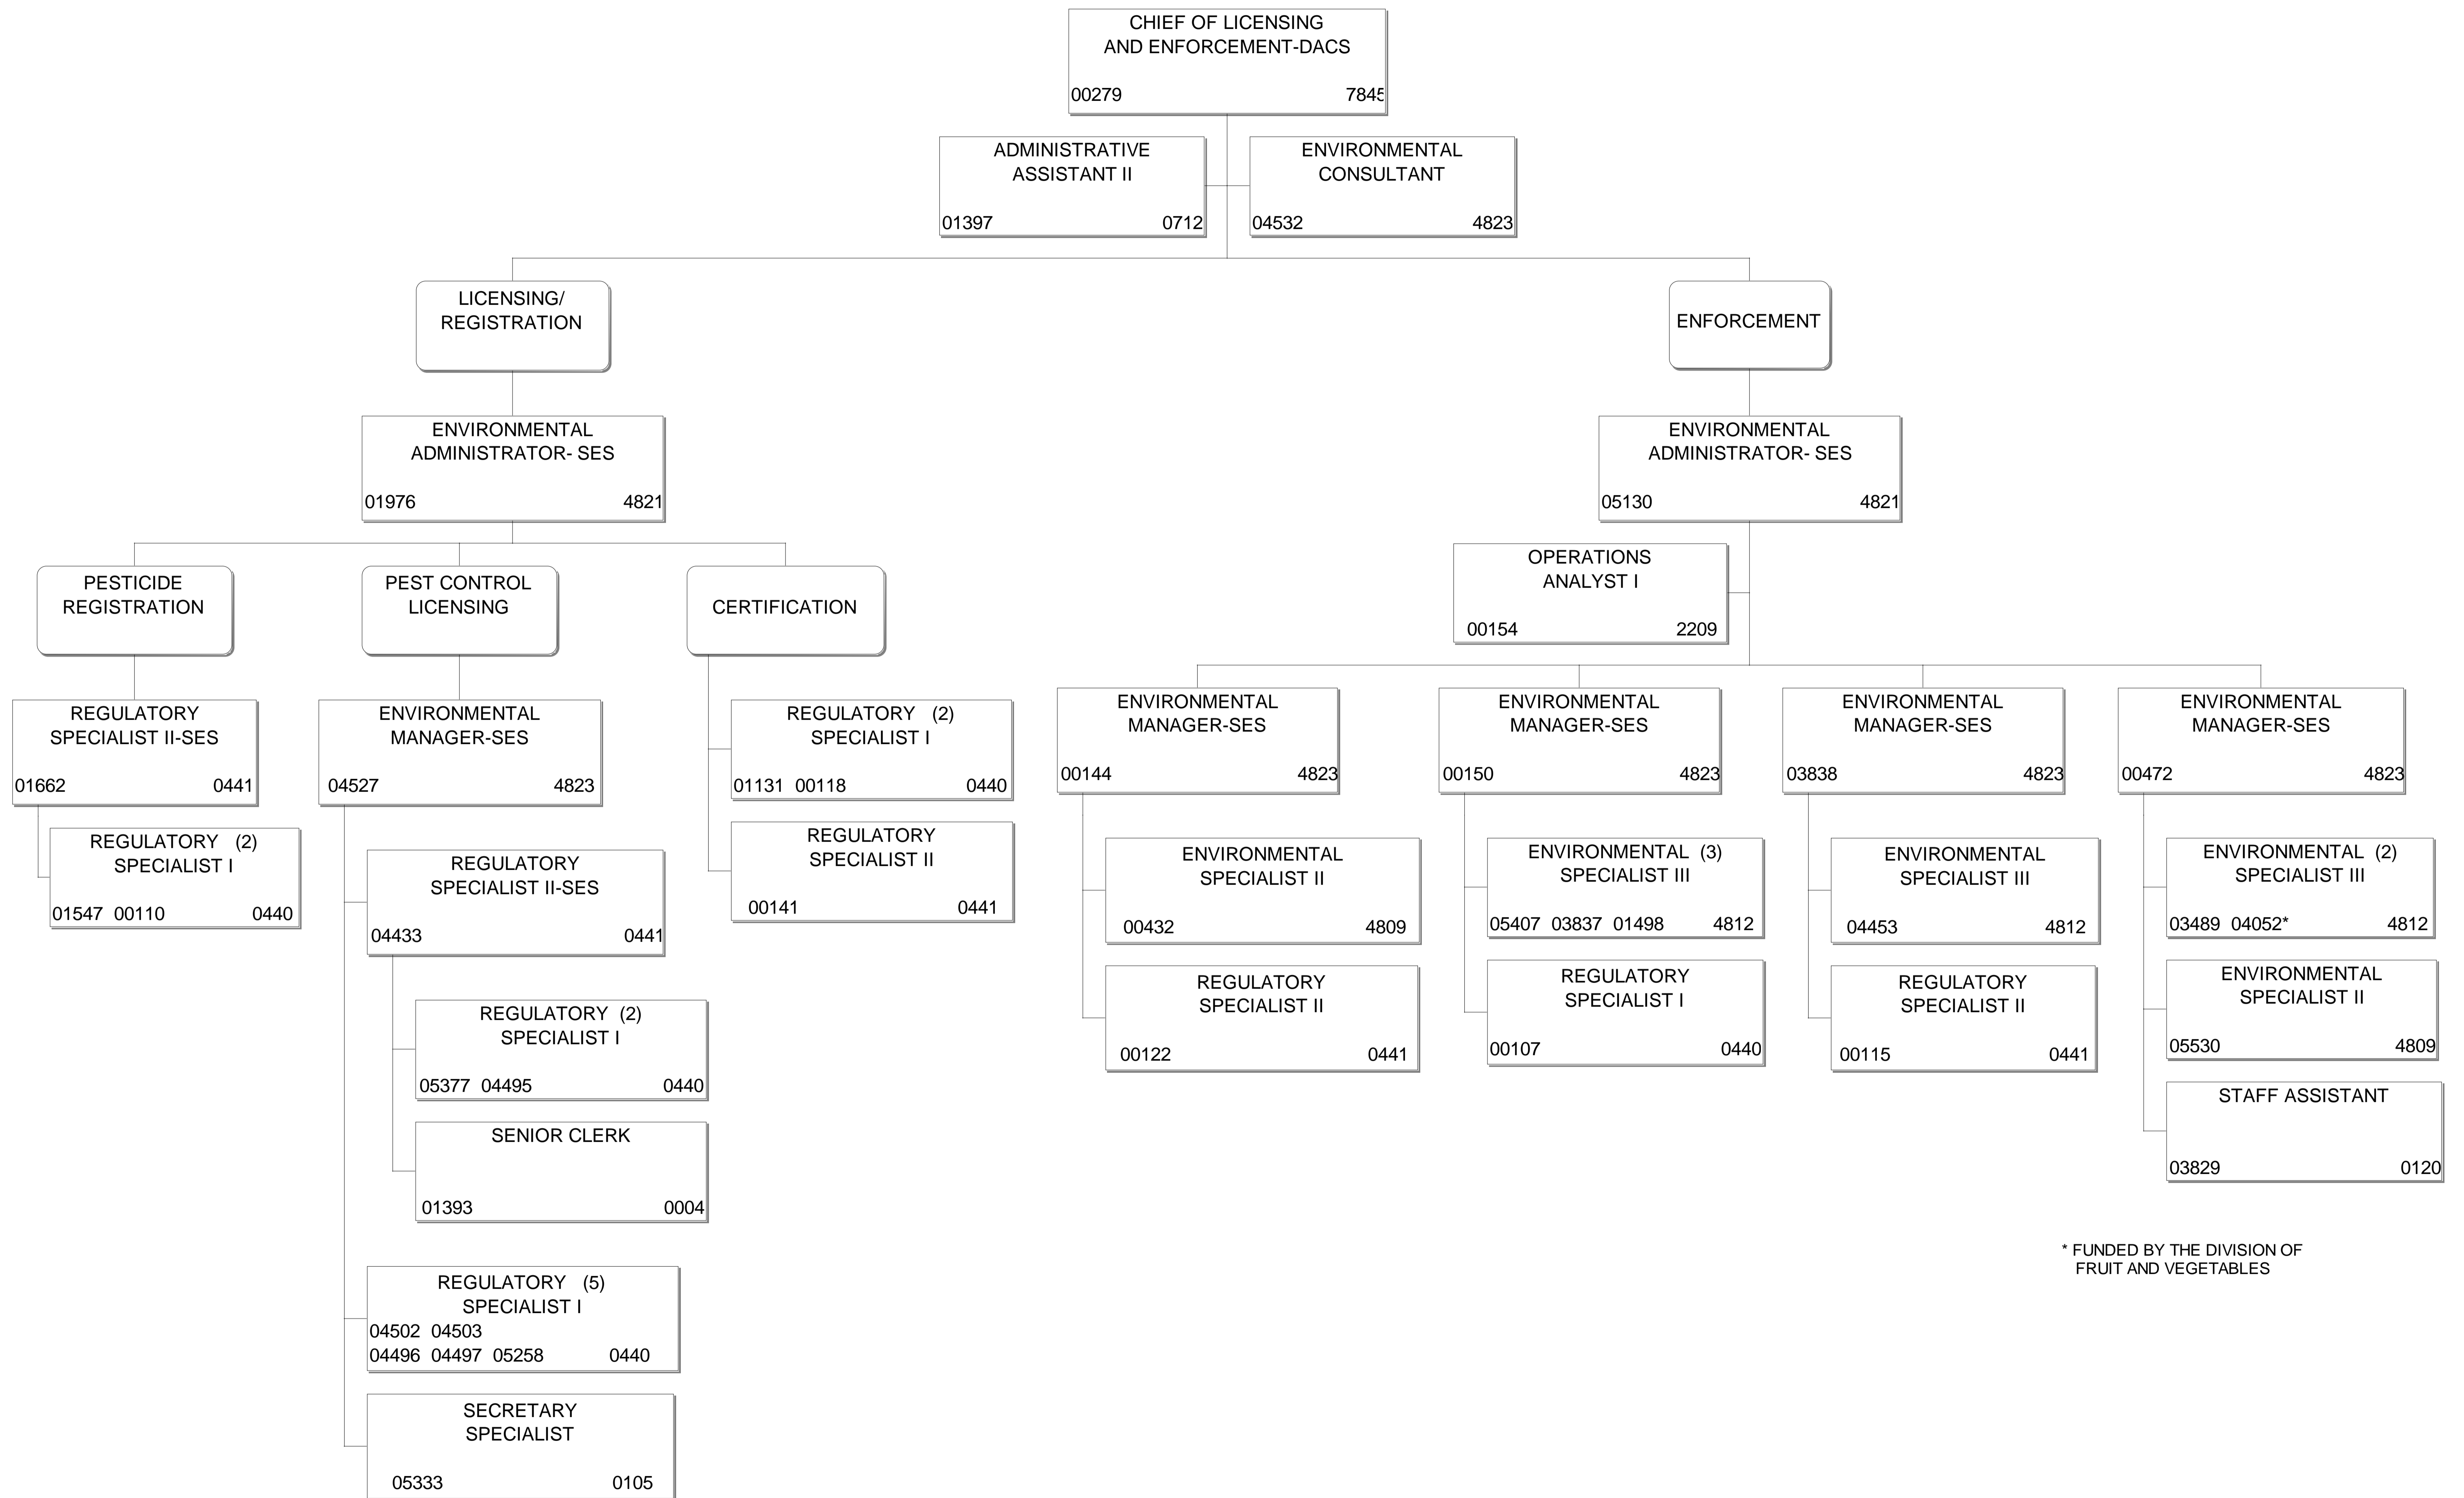 CHIEF OF LICENSING
AND ENFORCEMENT-DACS
00279 7845
ADMINISTRATIVE
ASSISTANT II
01397 0712
ENVIRONMENTAL
CONSULTANT
04532 4823
LICENSING/
REGISTRATION
ENVIRONMENTAL
ADMINISTRATOR- SES
01976 4821
PESTICIDE
REGISTRATION
REGULATORY
SPECIALIST II-SES
01662 0441
REGULATORY (2)
SPECIALIST I
01547 00110 0440
PEST CONTROL
LICENSING
ENVIRONMENTAL
MANAGER-SES
04527 4823
REGULATORY
SPECIALIST II-SES
04433 0441
REGULATORY (2)
SPECIALIST I
05377 04495 0440
SENIOR CLERK
01393 0004
REGULATORY (5)
SPECIALIST I
04502 04503
04496 04497 05258 0440
SECRETARY
SPECIALIST
05333 0105
CERTIFICATION
REGULATORY (2)
SPECIALIST I
01131 00118 0440
REGULATORY
SPECIALIST II
00141 0441
ENFORCEMENT
ENVIRONMENTAL
ADMINISTRATOR- SES
05130 4821
OPERATIONS
ANALYST I
00154 2209
ENVIRONMENTAL
MANAGER-SES
00144 4823
ENVIRONMENTAL
SPECIALIST II
00432 4809
REGULATORY
SPECIALIST II
00122 0441
ENVIRONMENTAL
MANAGER-SES
00150 4823
ENVIRONMENTAL (3)
SPECIALIST III
05407 03837 01498 4812
REGULATORY
SPECIALIST I
00107 0440
ENVIRONMENTAL
MANAGER-SES
03838 4823
ENVIRONMENTAL
SPECIALIST III
04453 4812
REGULATORY
SPECIALIST II
00115 0441
ENVIRONMENTAL
MANAGER-SES
00472 4823
ENVIRONMENTAL (2)
SPECIALIST III
03489 04052* 4812
ENVIRONMENTAL
SPECIALIST II
05530 4809
STAFF ASSISTANT
03829 0120
* FUNDED BY THE DIVISION OF
FRUIT AND VEGETABLES